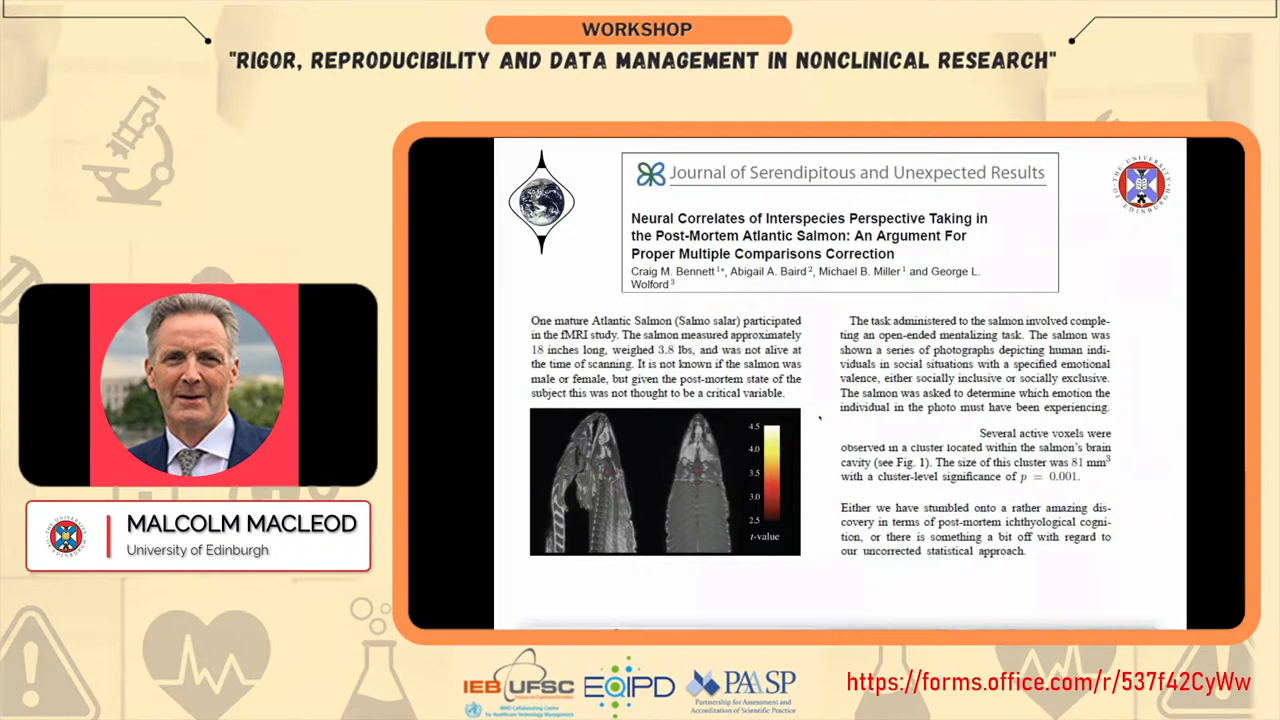 WORKSHOP
"RIGOR, REPRODUCIBILITY AND DATA MANAGEMENT IN NONCLINICAL RESEARCH"
Journal of Serendipitous and Unexpected Results
Neural Correlates of Interspecies Perspective Taking in
the Post-Mortem Atlantic Salmon: An Argument For
Proper Multiple Comparisons Correction
Craig M. Bennett 1*, Abigail A. Baird 2, Michael B. Miller 1 and George L.
Wolford 3
THE UNIVERSITY OF EDINBURGH
One mature Atlantic Salmon (Salmo salar) participated
in the fMRI study. The salmon measured approximately
18 inches long, weighed 3.8 lbs, and was not alive at
the time of scanning. It is not known if the salmon was
male or female, but given the post-mortem state of the
subject this was not thought to be a critical variable.
4.5
4.0
3.5
3.0
2.5
t-value
The task administered to the salmon involved comple-
ting an open-ended mentalizing task. The salmon was
shown a series of photographs depicting human indi-
viduals in social situations with a specified emotional
valence, either socially inclusive or socially exclusive.
The salmon was asked to determine which emotion the
individual in the photo must have been experiencing.
Several active voxels were
observed in a cluster located within the salmon's brain
cavity (see Fig. 1). The size of this cluster was 81 mm³
with a cluster-level significance of p = 0.001.
Either we have stumbled onto a rather amazing dis-
covery in terms of post-mortem ichthyological cogni-
tion, or there is something a bit off with regard to
our uncorrected statistical approach.
MALCOLM MACLEOD
University of Edinburgh
IEB UFSC
EQIPD
PAASP
Partnership for Assessment and
Accreditation of Scientific Practice
https://forms.office.com/r/537f42CyWw